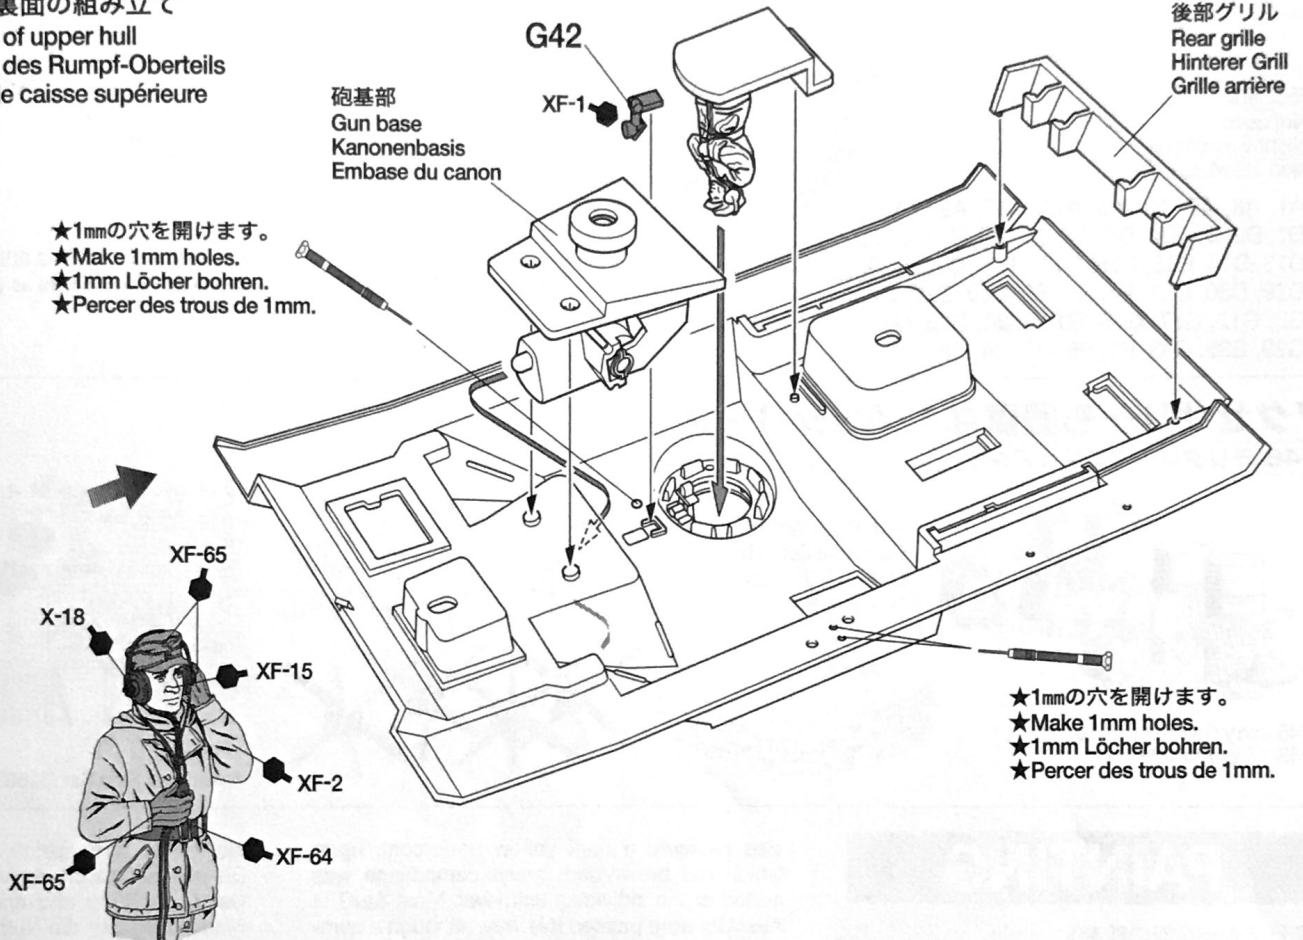 裏面の組み立て
of upper hull
des Rumpf-Oberteils
le caisse supérieure
G42
XF-1
砲基部
Gun base
Kanonenbasis
Embase du canon
後部グリル
Rear grille
Hinterer Grill
Grille arrière
★1mmの穴を開けます。
★Make 1mm holes.
★1mm Löcher bohren.
★Percer des trous de 1mm.
XF-65
X-18
XF-15
XF-2
XF-64
XF-65
★1mmの穴を開けます。
★Make 1mm holes.
★1mm Löcher bohren.
★Percer des trous de 1mm.